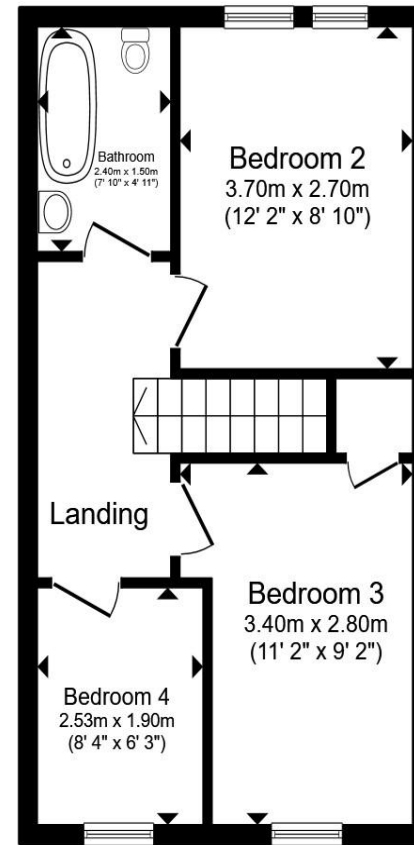 Bathroom
2.40m x 1.50m
(7' 10" x 4' 11")
Bedroom 2
3.70m x 2.70m
(12' 2" x 8' 10")
Landing
Bedroom 3
3.40m x 2.80m
(11' 2" x 9' 2")
Bedroom 4
2.53m x 1.90m
(8' 4" x 6' 3")